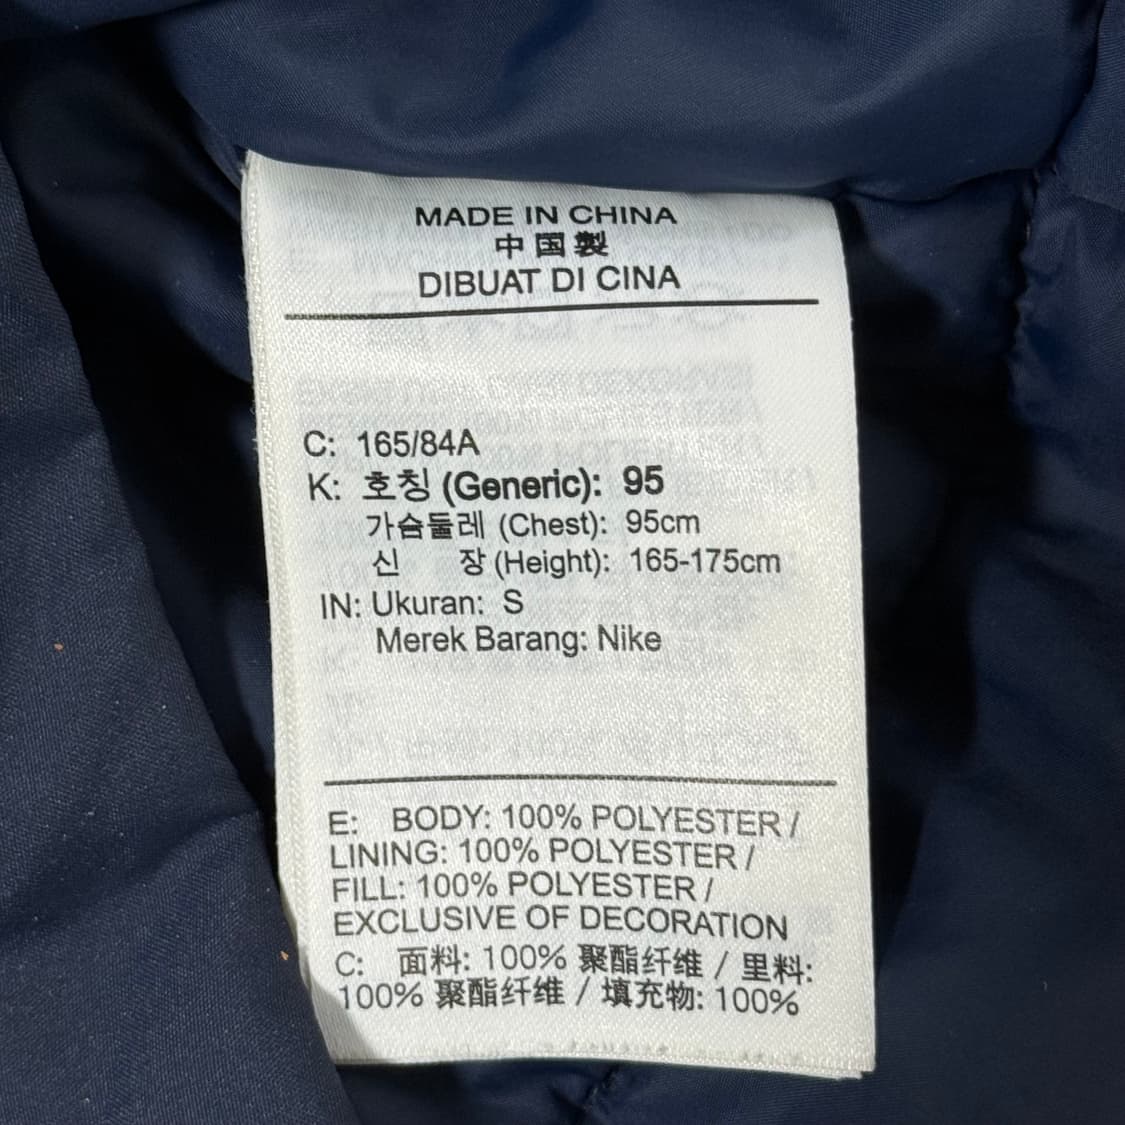 MADE IN CHINA
中国製
DIBUAT DI CINA
C: 165/84A
K: 호칭 (Generic): 95
가슴둘레 (Chest): 95cm
신 장 (Height): 165-175cm
IN: Ukuran: S
Merek Barang: Nike
E: BODY: 100% POLYESTER /
LINING: 100% POLYESTER /
FILL: 100% POLYESTER /
EXCLUSIVE OF DECORATION
C: 面料: 100% 聚酯纤维 / 里料:
100% 聚酯纤维 / 填充物: 100%